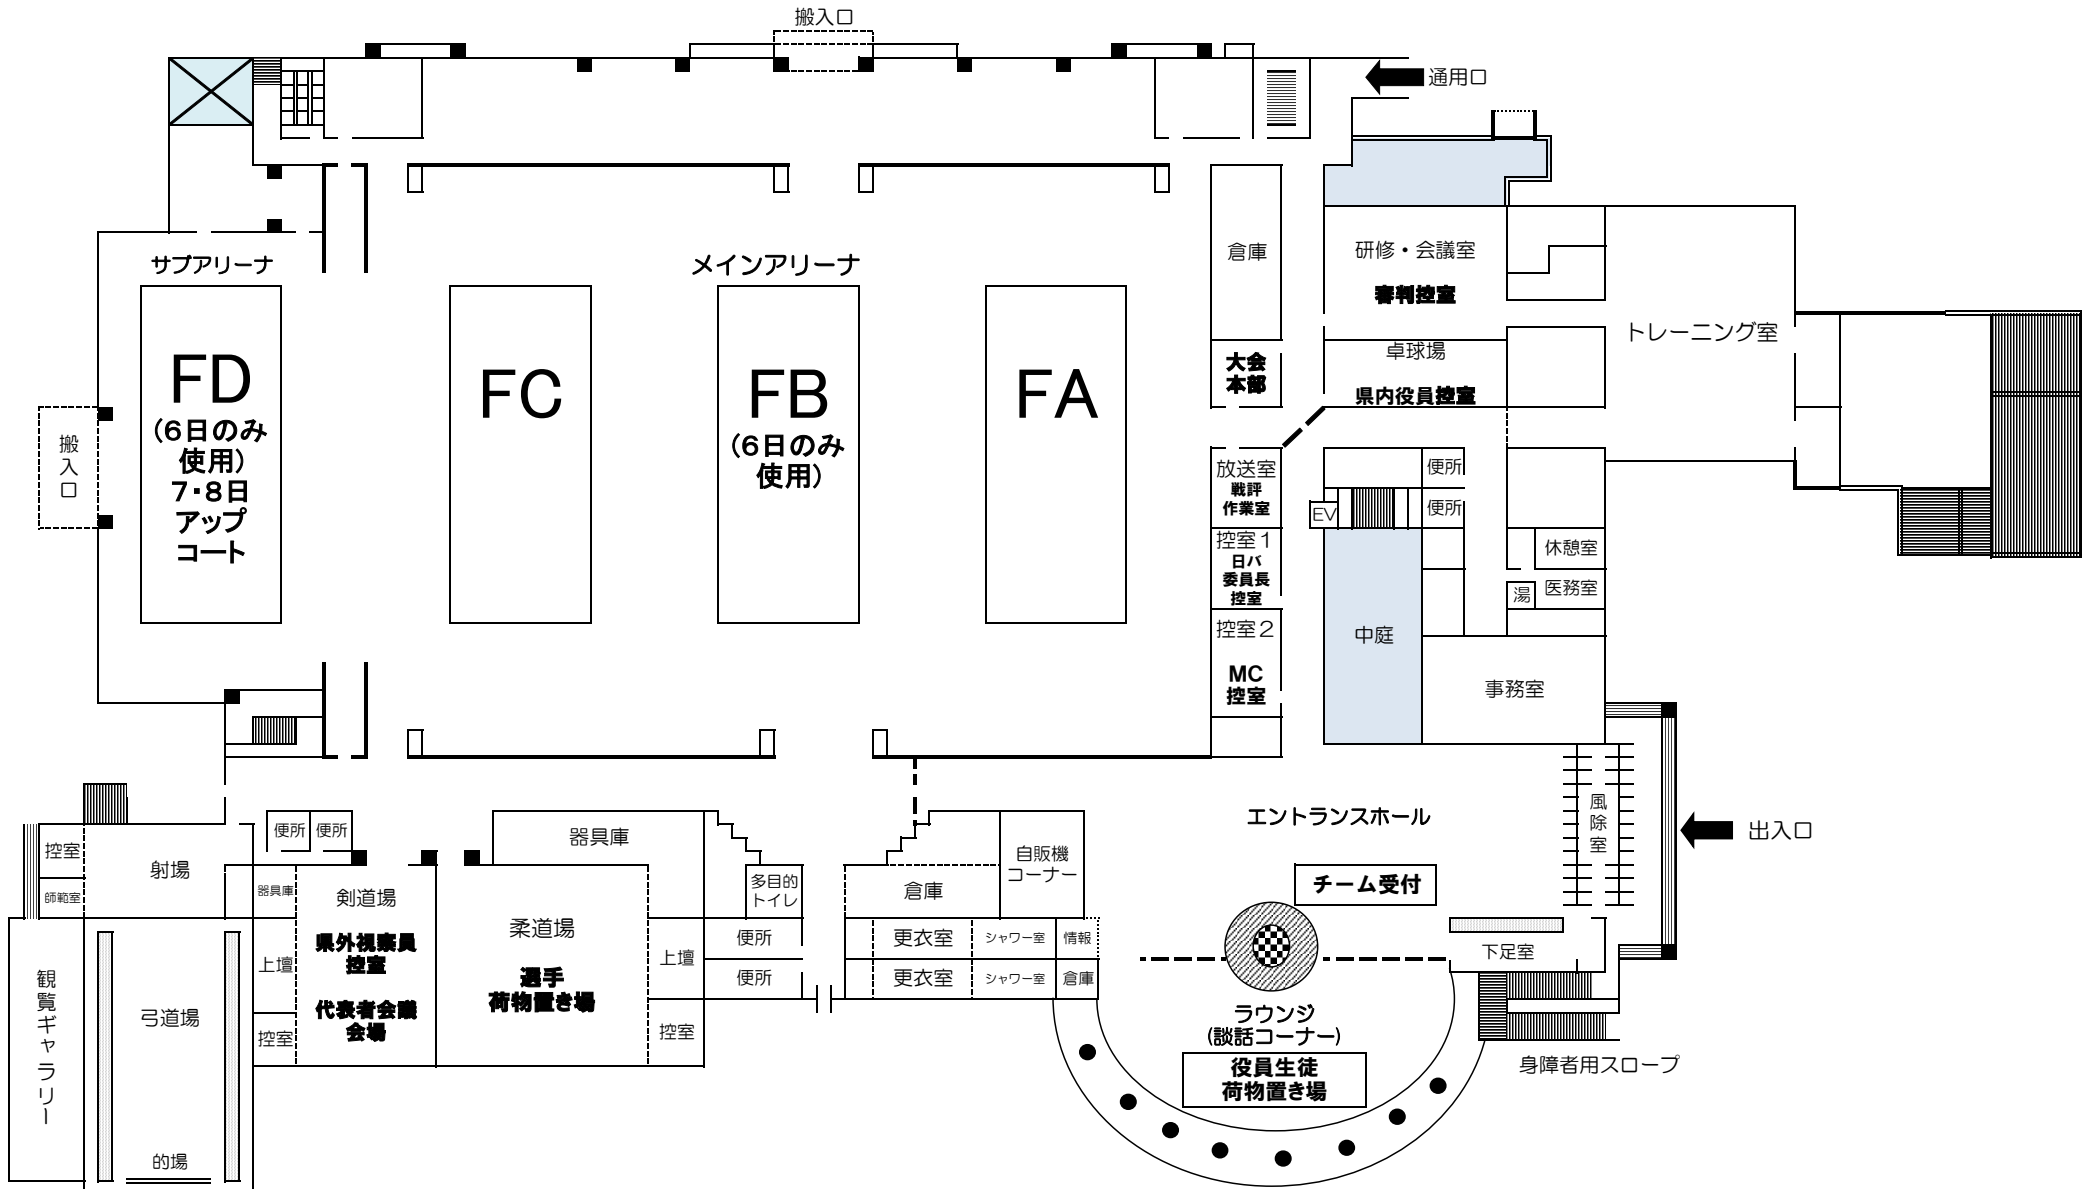 搬入口
通用口
サブアリーナ
メインアリーナ
倉庫
研修・会議室
審判控室
トレーニング室
FD
(6日のみ
使用)
7・8日
アップ
コート
FC
FB
(6日のみ
使用)
FA
大会
本部
卓球場
県内役員控室
搬
入
口
放送室
戦評
作業室
便所
便所
EV
控室1
日バ
委員長
控室
休憩室
医務室
湯
控室2
MC
控室
中庭
事務室
エントランスホール
風
除
室
出入口
控室
師範室
射場
便所
便所
器具庫
器具庫
剣道場
県外視察員
控室
代表者会議
会場
上壇
控室
柔道場
選手
荷物置き場
上壇
控室
多目的
トイレ
便所
便所
倉庫
自販機
コーナー
更衣室
シャワー室
情報
更衣室
シャワー室
倉庫
チーム受付
下足室
観
覧
ギ
ャ
ラ
リ
ー
弓道場
的場
ラウンジ
(談話コーナー)
役員生徒
荷物置き場
身障者用スロープ